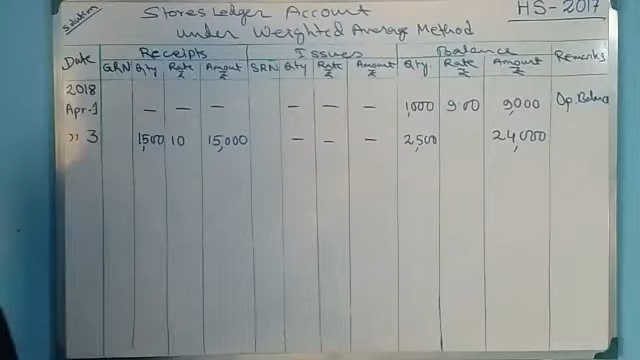 Solution
Stores Ledger Account HS-2017
under Weighted Average Method
Date Receipts Issues Balance Remarks
GRN Qty Rate ₹ Amount ₹ SRN Qty Rate ₹ Amount ₹ Qty. Rate ₹ Amount ₹
2018
Apr-1 — — — — — — 1,000 9.00 9,000 Op. Balance
” 3 1,500 10 15,000 — — — 2,500 24,000